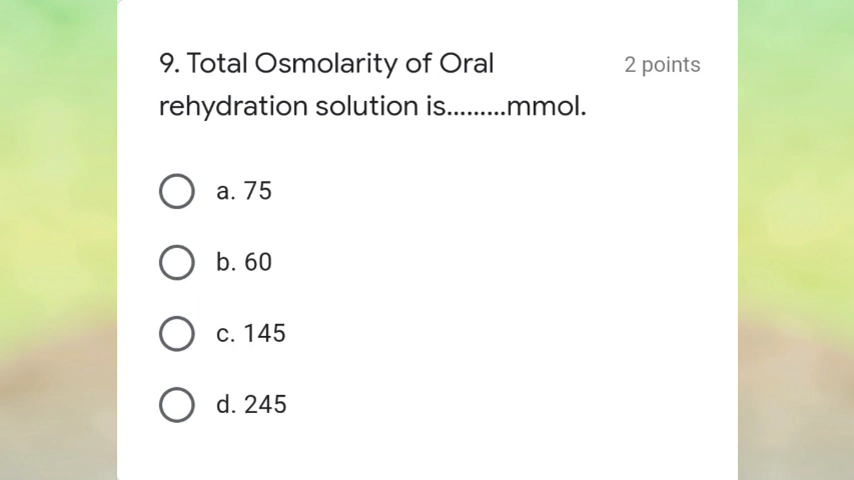 9. Total Osmolarity of Oral
2 points
rehydration solution is.........mmol.
a. 75
b. 60
c. 145
d. 245